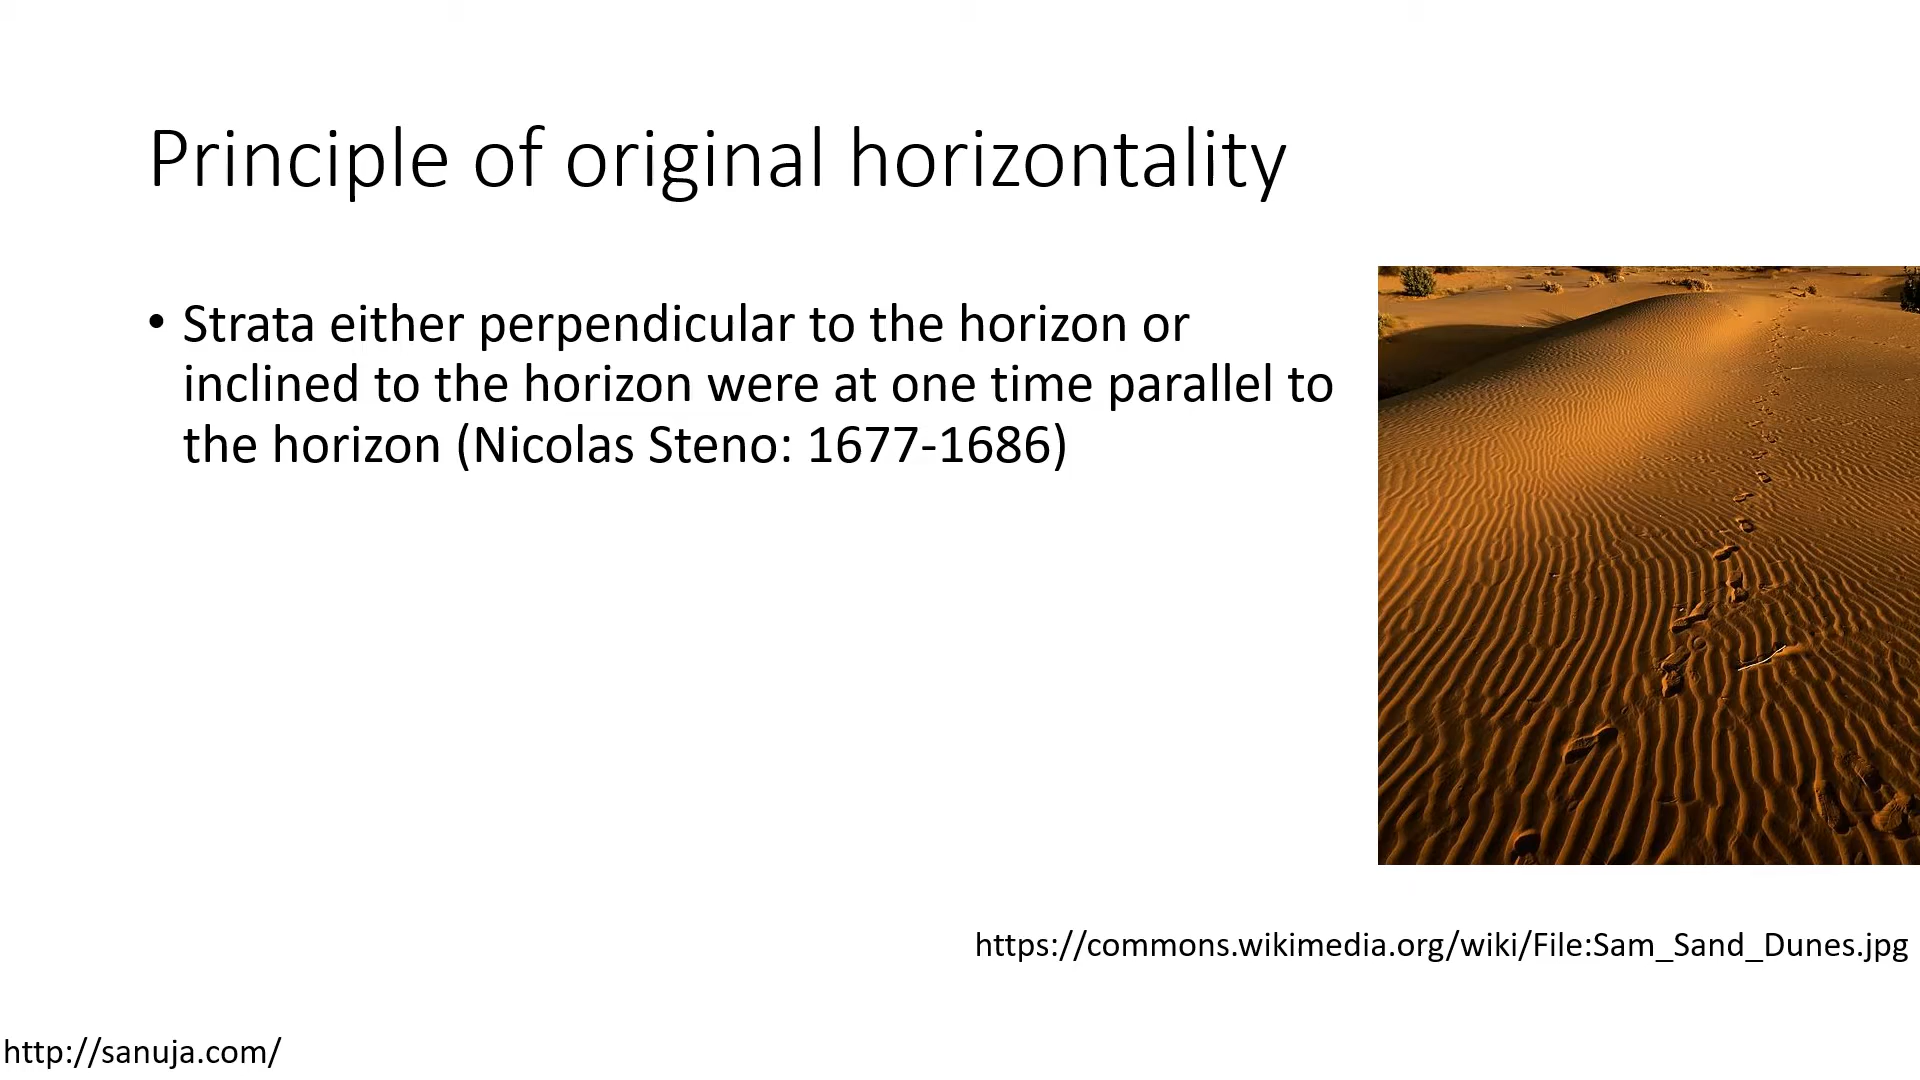 Principle of original horizontality
• Strata either perpendicular to the horizon or
inclined to the horizon were at one time parallel to
the horizon (Nicolas Steno: 1677-1686)
https://commons.wikimedia.org/wiki/File:Sam_Sand_Dunes.jpg
http://sanuja.com/